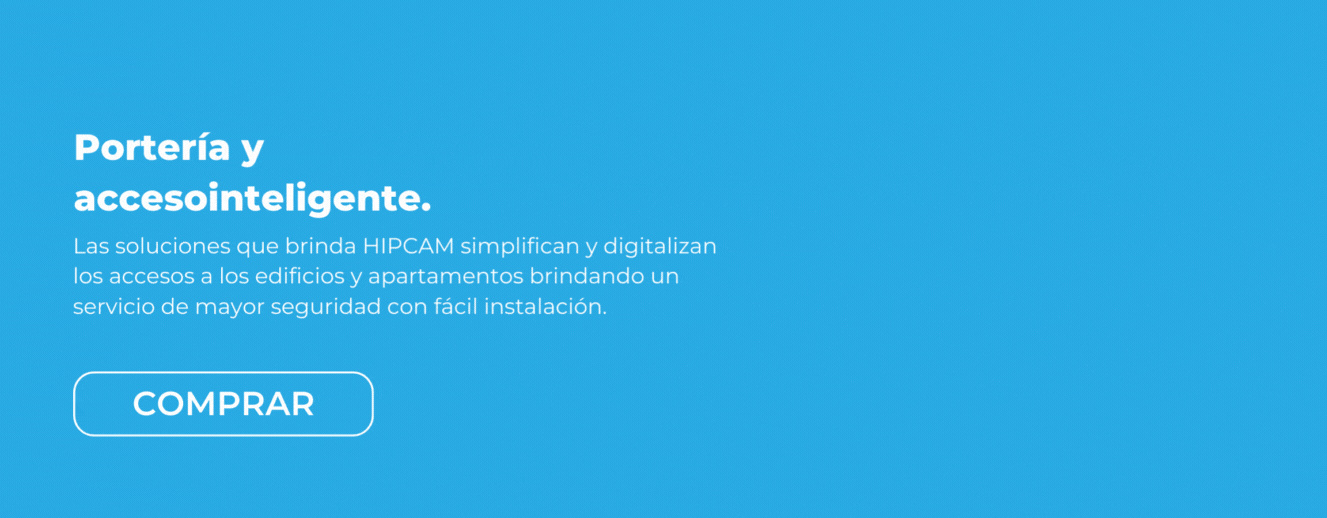 Portería y
accesointeligente.
Las soluciones que brinda HIPCAM simplifican y digitalizan
los accesos a los edificios y apartamentos brindando un
servicio de mayor seguridad con fácil instalación.
COMPRAR